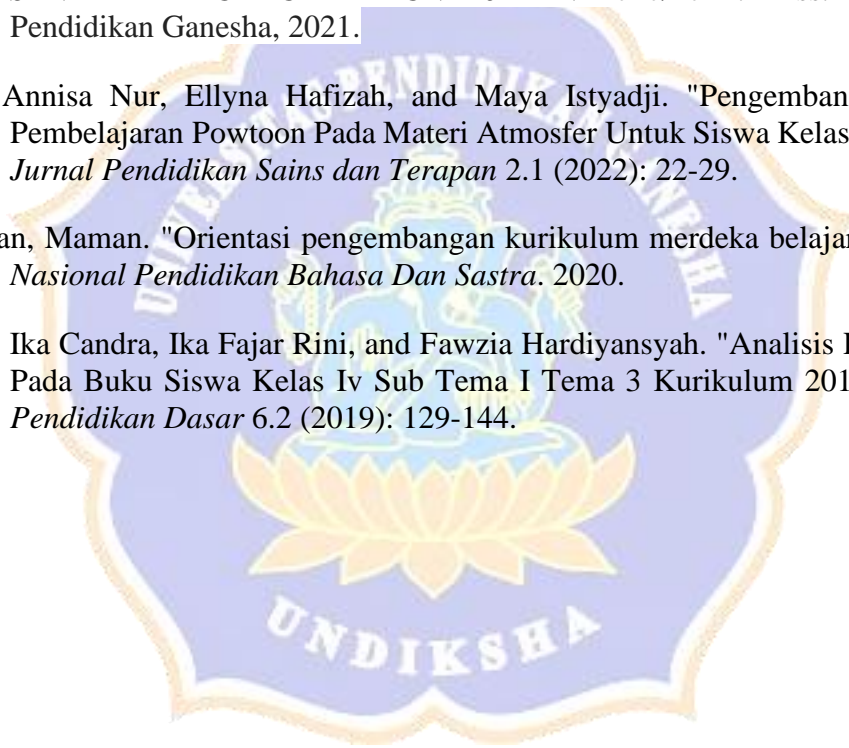 Pendidikan Ganesha, 2021.
Annisa Nur, Ellyna Hafizah, and Maya Istyadji. "Pengemban
Pembelajaran Powtoon Pada Materi Atmosfer Untuk Siswa Kelas
Jurnal Pendidikan Sains dan Terapan 2.1 (2022): 22-29.
an, Maman. "Orientasi pengembangan kurikulum merdeka belajar
Nasional Pendidikan Bahasa Dan Sastra. 2020.
Ika Candra, Ika Fajar Rini, and Fawzia Hardiyansyah. "Analisis
Pada Buku Siswa Kelas Iv Sub Tema I Tema 3 Kurikulum 201
Pendidikan Dasar 6.2 (2019): 129-144.
UNIVERSITAS PENDIDIKAN GANESHA
UNDIKSHA